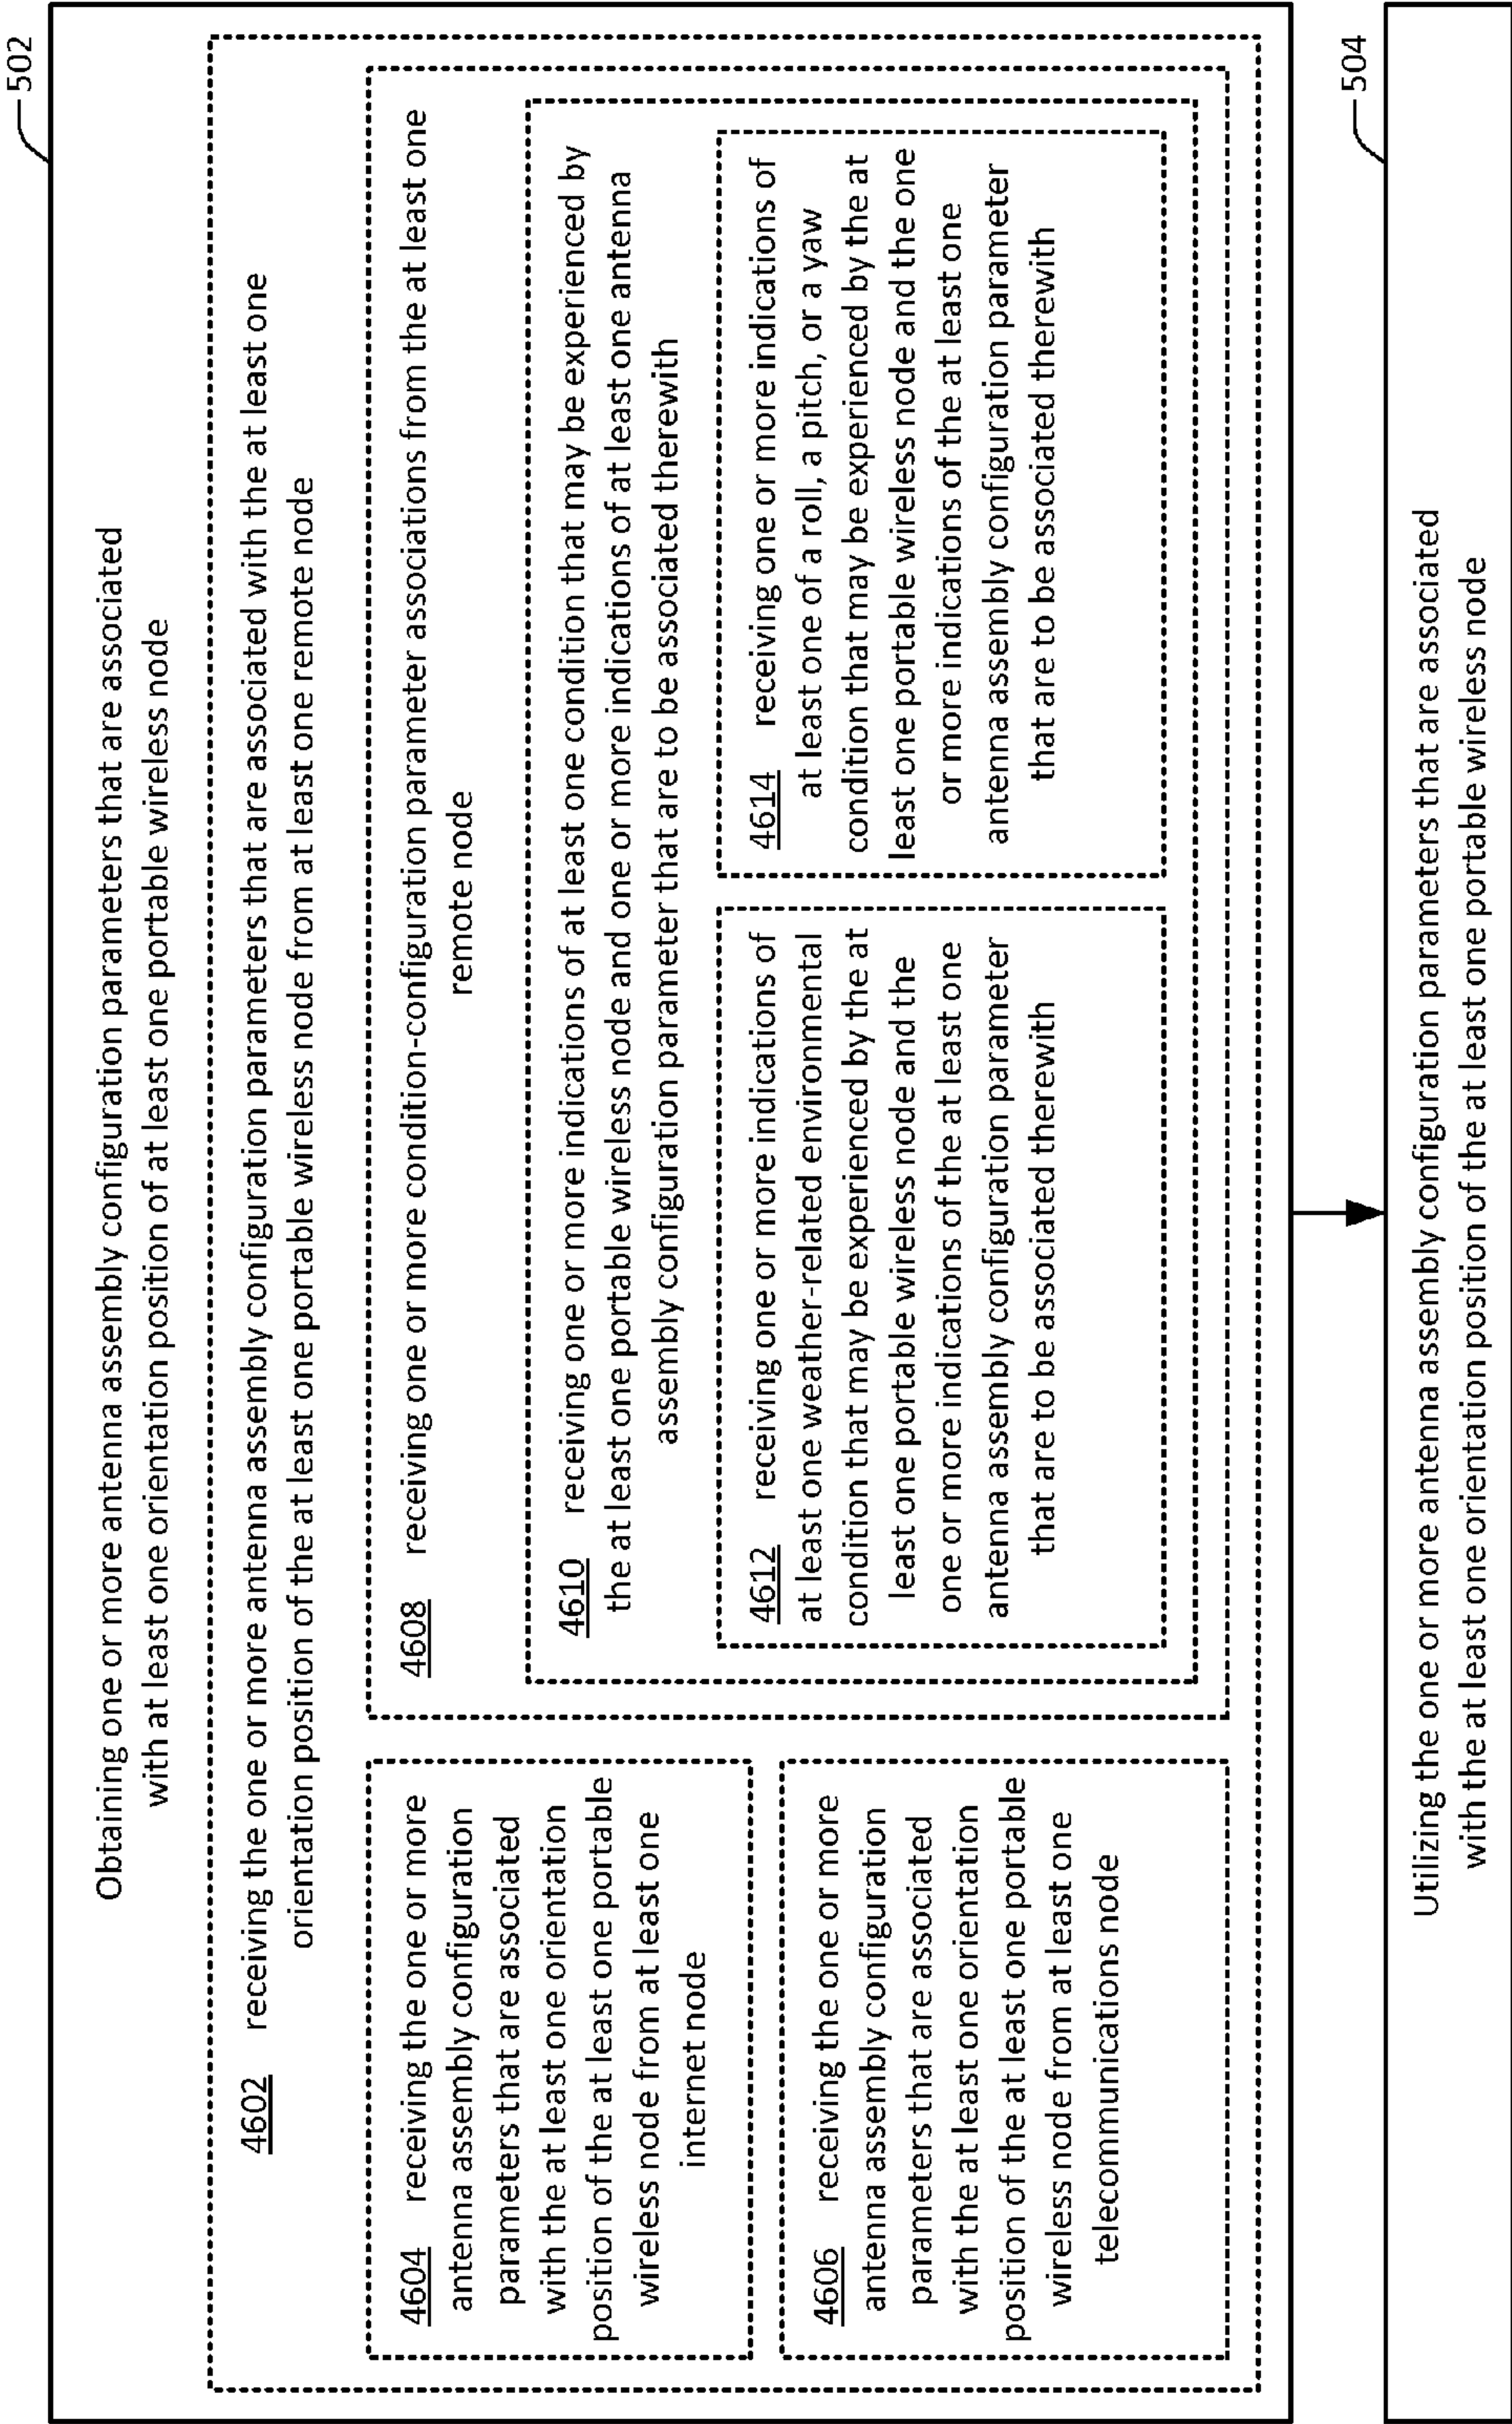 502
Obtaining one or more antenna assembly configuration parameters that are associated
with at least one orientation position of at least one portable wireless node
4602 receiving the one or more antenna assembly configuration parameters that are associated with the at least one
orientation position of the at least one portable wireless node from at least one remote node
4604 receiving the one or more
antenna assembly configuration
parameters that are associated
with the at least one orientation
position of the at least one portable
wireless node from at least one
internet node
4606 receiving the one or more
antenna assembly configuration
parameters that are associated
with the at least one orientation
position of the at least one portable
wireless node from at least one
telecommunications node
4608 receiving one or more condition-configuration parameter associations from the at least one
remote node
4610 receiving one or more indications of at least one condition that may be experienced by
the at least one portable wireless node and one or more indications of at least one antenna
assembly configuration parameter that are to be associated therewith
4612 receiving one or more indications of
at least one weather-related environmental
condition that may be experienced by the at
least one portable wireless node and the
one or more indications of the at least one
antenna assembly configuration parameter
that are to be associated therewith
4614 receiving one or more indications of
at least one of a roll, a pitch, or a yaw
condition that may be experienced by the at
least one portable wireless node and the one
or more indications of the at least one
antenna assembly configuration parameter
that are to be associated therewith
504
Utilizing the one or more antenna assembly configuration parameters that are associated
with the at least one orientation position of the at least one portable wireless node